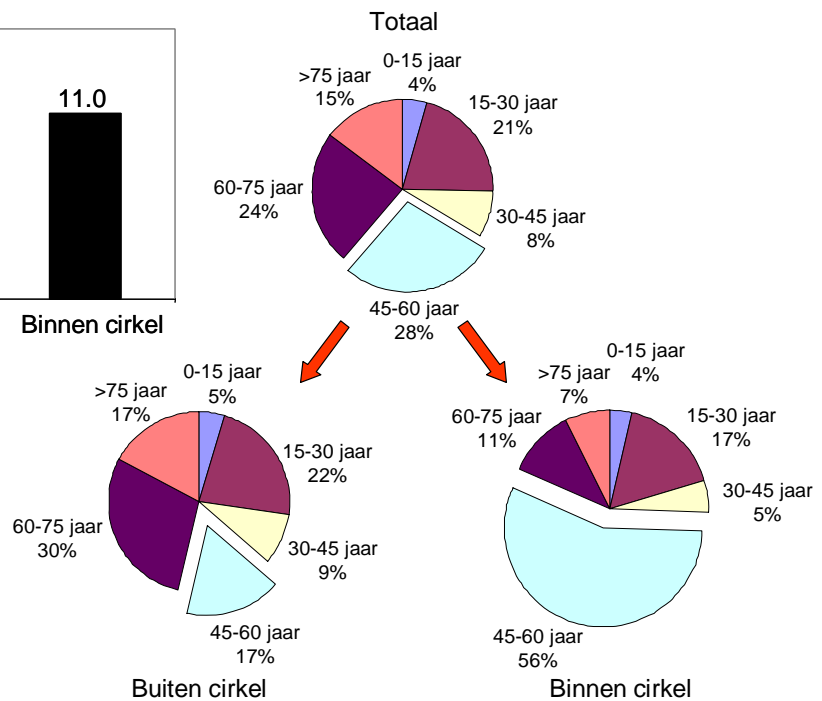 11.0
Binnen cirkel
Totaal
0-15 jaar
4%
15-30 jaar
21%
30-45 jaar
8%
45-60 jaar
28%
60-75 jaar
24%
>75 jaar
15%
0-15 jaar
5%
15-30 jaar
22%
30-45 jaar
9%
45-60 jaar
17%
60-75 jaar
30%
>75 jaar
17%
Buiten cirkel
0-15 jaar
4%
15-30 jaar
17%
30-45 jaar
5%
45-60 jaar
56%
60-75 jaar
11%
>75 jaar
7%
Binnen cirkel